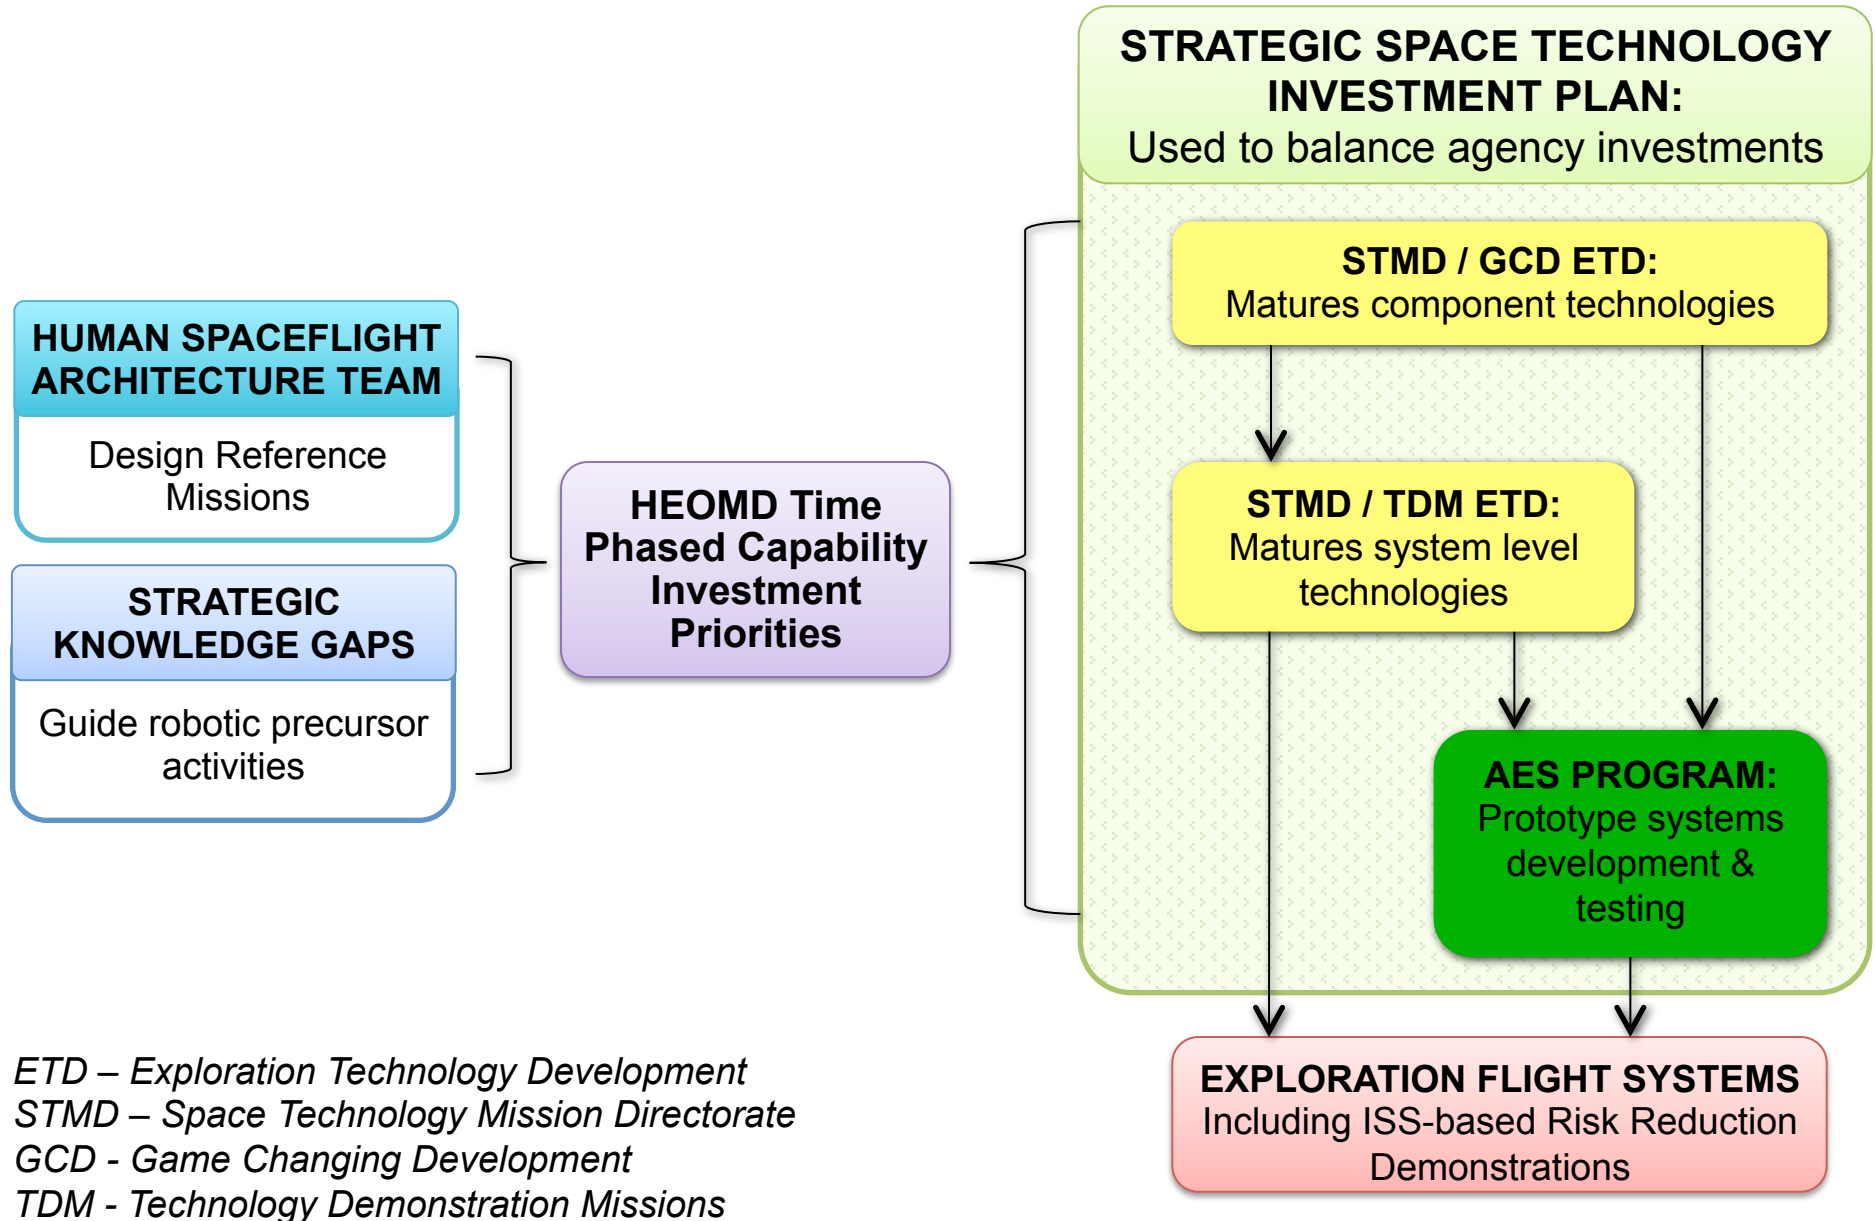 STRATEGIC SPACE TECHNOLOGY
INVESTMENT PLAN:
Used to balance agency investments
STMD / GCD ETD:
Matures component technologies
HUMAN SPACEFLIGHT
ARCHITECTURE TEAM
Design Reference
Missions
STRATEGIC
KNOWLEDGE GAPS
Guide robotic precursor
activities
HEOMD Time
Phased Capability
Investment
Priorities
STMD / TDM ETD:
Matures system level
technologies
AES PROGRAM:
Prototype systems
development &
testing
EXPLORATION FLIGHT SYSTEMS
Including ISS-based Risk Reduction
Demonstrations
ETD – Exploration Technology Development
STMD – Space Technology Mission Directorate
GCD - Game Changing Development
TDM - Technology Demonstration Missions